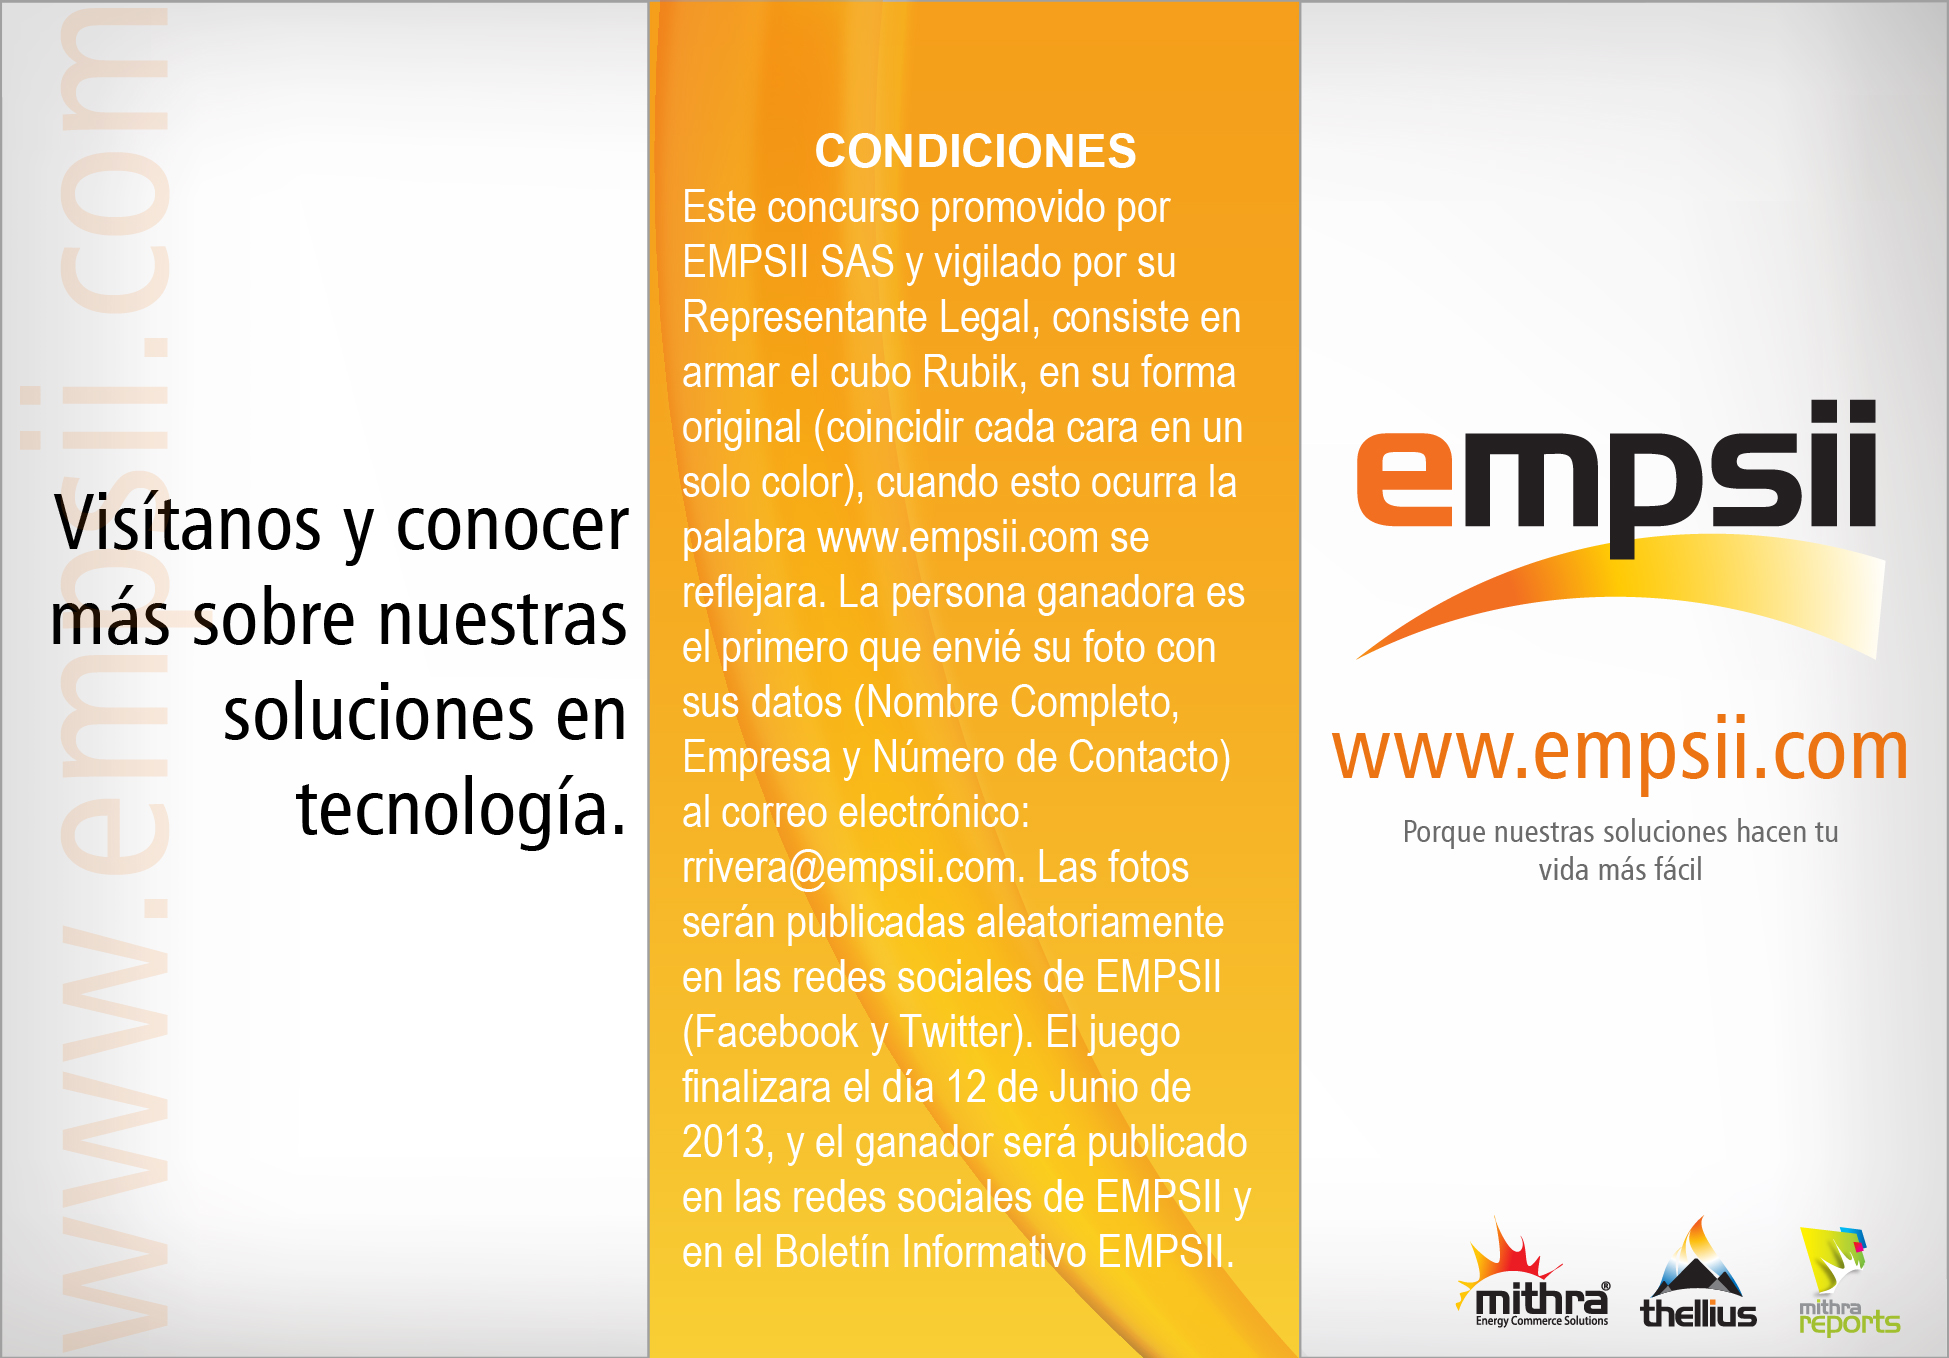 www.empsii.com
Visítanos y conocer
más sobre nuestras
soluciones en
tecnología.
CONDICIONES
Este concurso promovido por
EMPSII SAS y vigilado por su
Representante Legal, consiste en
armar el cubo Rubik, en su forma
original (coincidir cada cara en un
solo color), cuando esto ocurra la
palabra www.empsii.com se
reflejara. La persona ganadora es
el primero que envié su foto con
sus datos (Nombre Completo,
Empresa y Número de Contacto)
al correo electrónico:
rrivera@empsii.com. Las fotos
serán publicadas aleatoriamente
en las redes sociales de EMPSII
(Facebook y Twitter). El juego
finalizara el día 12 de Junio de
2013, y el ganador será publicado
en las redes sociales de EMPSII y
en el Boletín Informativo EMPSII.
empsii
www.empsii.com
Porque nuestras soluciones hacen tu
vida más fácil
mithra®
Energy Commerce Solutions
thellius
mithra
reports